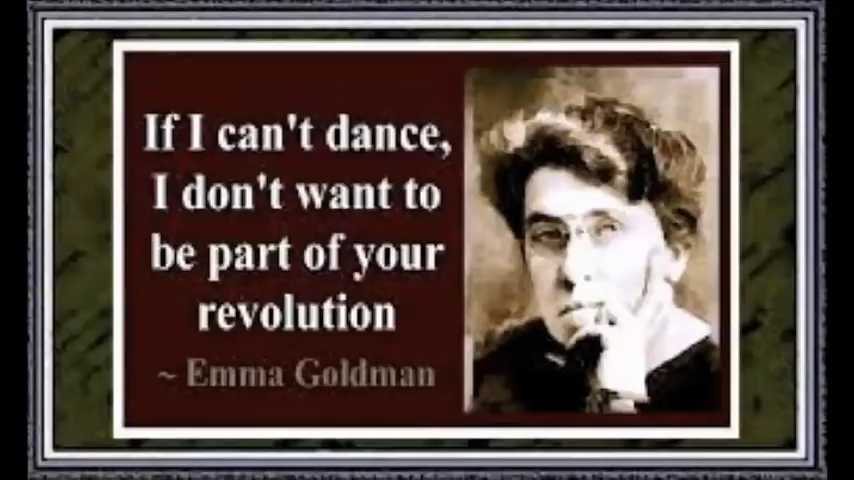 If I can't dance,
I don't want to
be part of your
revolution
~ Emma Goldman